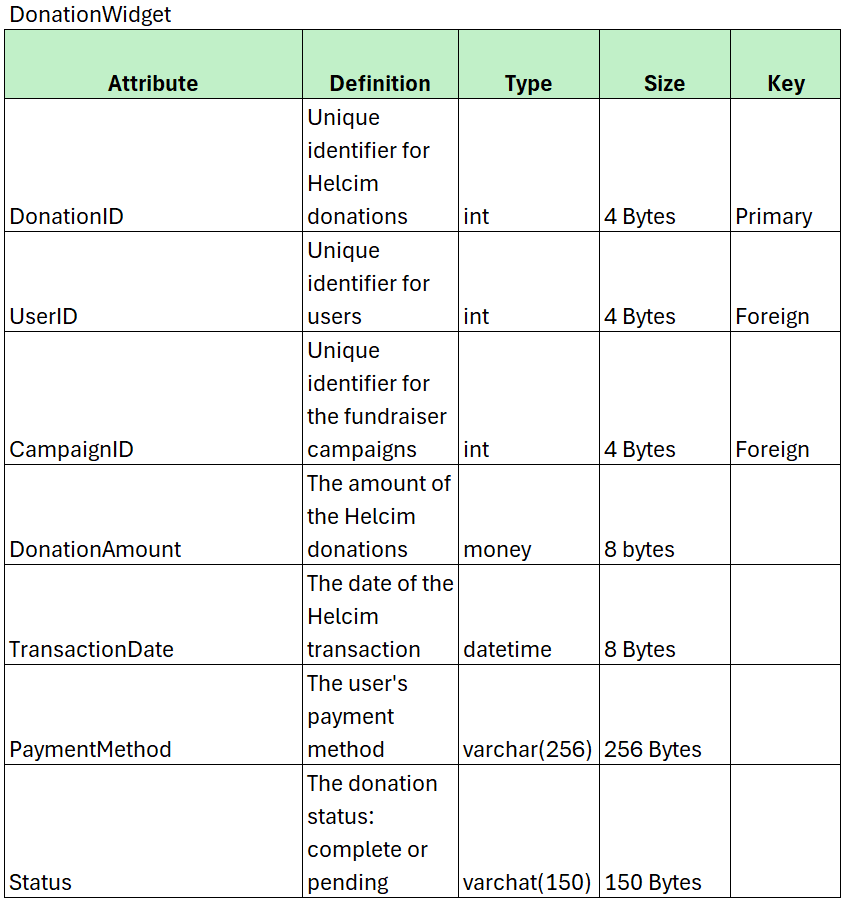 DonationWidget
Attribute Definition Type Size Key
Unique
identifier for
Helcim
DonationID donations int 4 Bytes Primary
Unique
identifier for
UserID users int 4 Bytes Foreign
Unique
identifier for
the fundraiser
CampaignID campaigns int 4 Bytes Foreign
The amount of
the Helcim
DonationAmount donations money 8 bytes
The date of the
Helcim
TransactionDate transaction datetime 8 Bytes
The user's
payment
PaymentMethod method varchar(256) 256 Bytes
The donation
status:
complete or
Status pending varchat(150) 150 Bytes